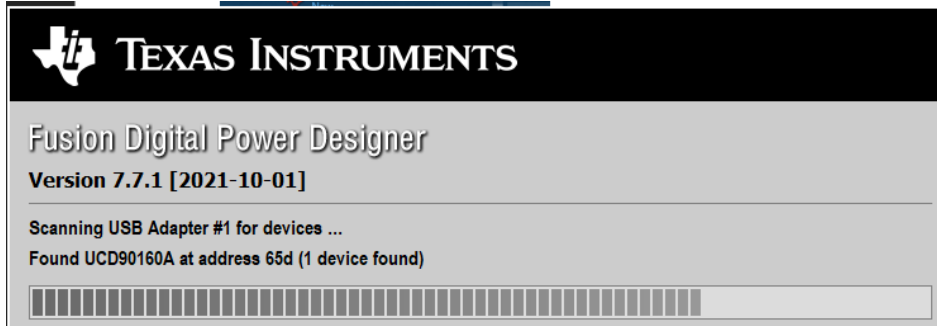 TEXAS INSTRUMENTS
Fusion Digital Power Designer
Version 7.7.1 [2021-10-01]
Scanning USB Adapter #1 for devices ...
Found UCD90160A at address 65d (1 device found)